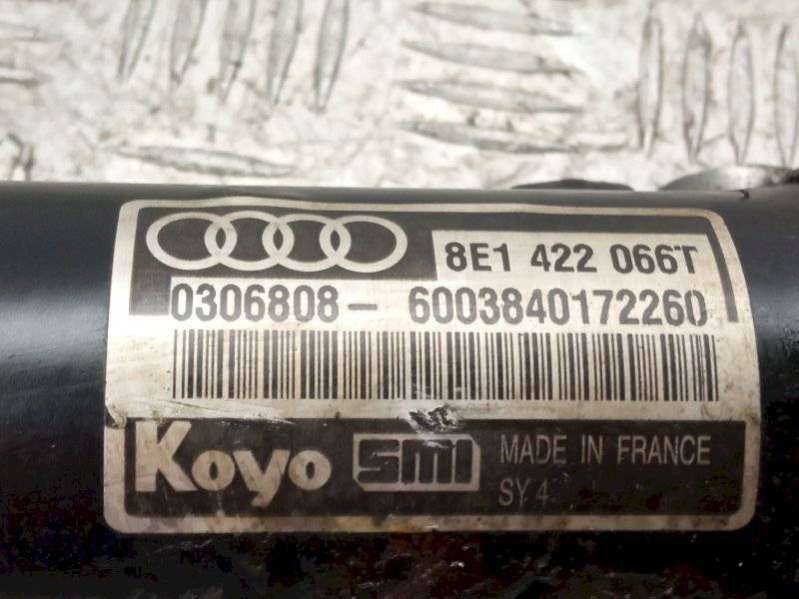 8E1 422 066T
0306808- 6003840172260
Koyo SMI MADE IN FRANCE
SY 4